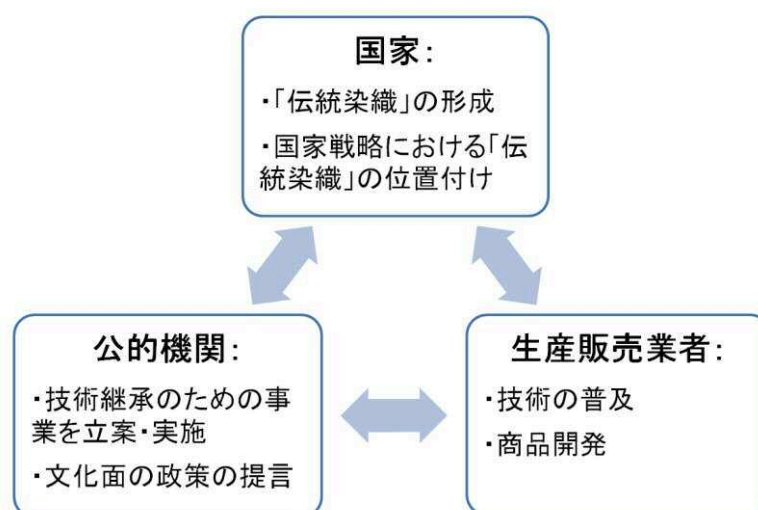 国家：
・「伝統染織」の形成
・国家戦略における「伝
統染織」の位置付け
公的機関：
・技術継承のための事
業を立案・実施
・文化面の政策の提言
生産販売業者：
・技術の普及
・商品開発